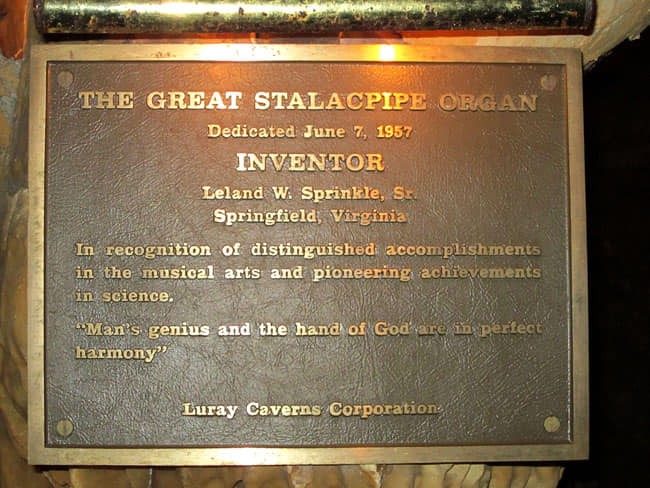 THE GREAT STALACPIPE ORGAN
Dedicated June 7, 1957
INVENTOR
Leland W. Sprinkle, Sr.
Springfield, Virginia
In recognition of distinguished accomplishments
in the musical arts and pioneering achievements
in science.
"Man's genius and the hand of God are in perfect
harmony"
Luray Caverns Corporation